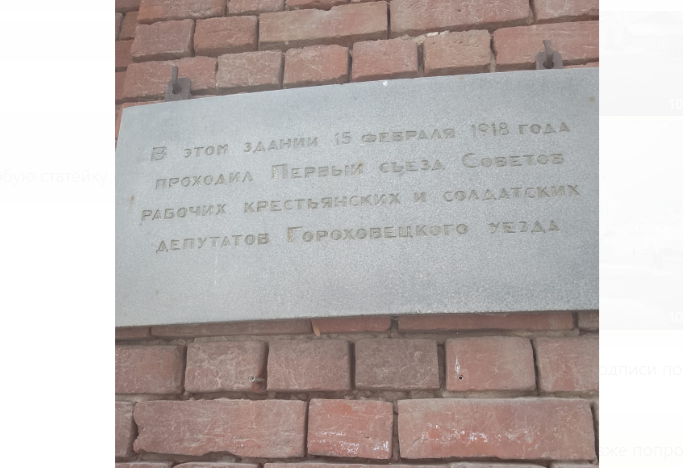 В ЭТОМ ЗДАНИИ 15 ФЕВРАЛЯ 1918 ГОДА
ПРОХОДИЛ ПЕРВЫЙ СЪЕЗД СОВЕТОВ
РАБОЧИХ КРЕСТЬЯНСКИХ И СОЛДАТСКИХ
ДЕПУТАТОВ ГОРОХОВЕЦКОГО УЕЗДА